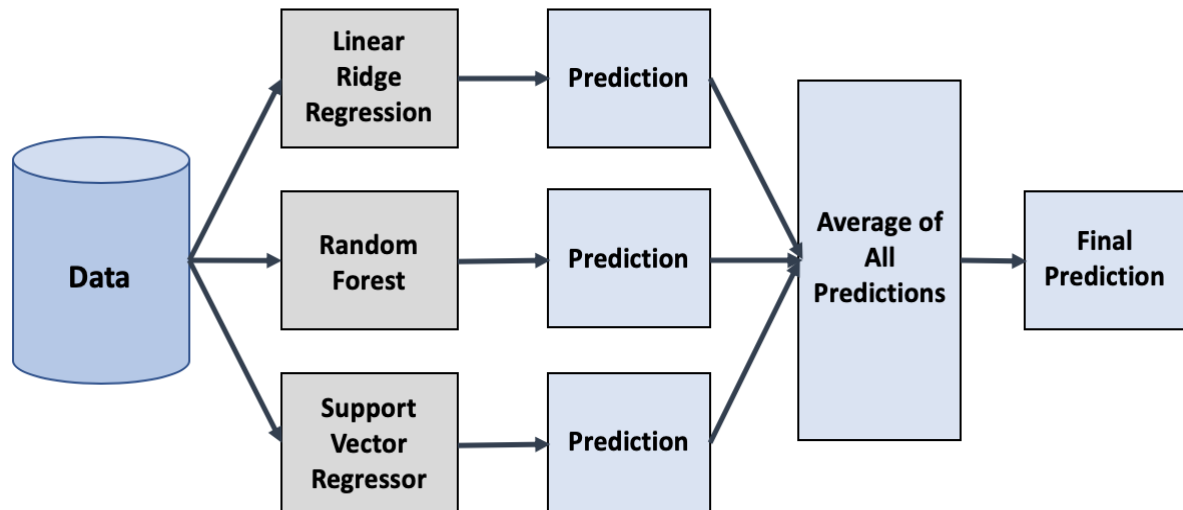 Data
Linear
Ridge
Regression
Prediction
Random
Forest
Prediction
Support
Vector
Regressor
Prediction
Average of
All
Predictions
Final
Prediction